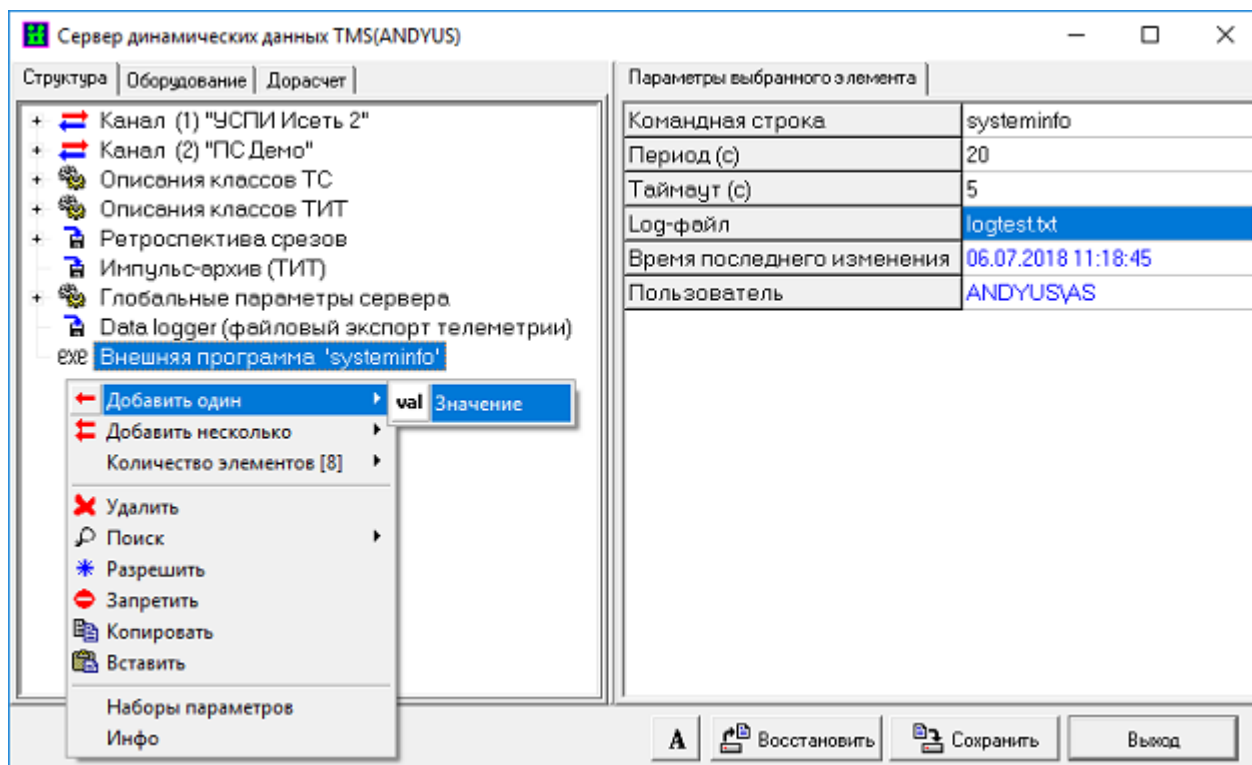 Сервер динамических данных TMS(ANDYUS)
Структура Оборудование Дорасчет
Параметры выбранного элемента
Канал (1) "УСПИ Исеть 2"
Канал (2) "ПС Демо"
Описания классов ТС
Описания классов ТИТ
Ретроспектива срезов
Импульс-архив (ТИТ)
Глобальные параметры сервера
Data logger (файловый экспорт телеметрии)
exe Внешняя программа 'systeminfo'
Добавить один
val Значение
Добавить несколько
Количество элементов [8]
Удалить
Поиск
Разрешить
Запретить
Копировать
Вставить
Наборы параметров
Инфо
Командная строка systeminfo
Период (с) 20
Таймаут (с) 5
Log-файл logtest.txt
Время последнего изменения 06.07.2018 11:18:45
Пользователь ANDYUS\AS
A Восстановить Сохранить Выход